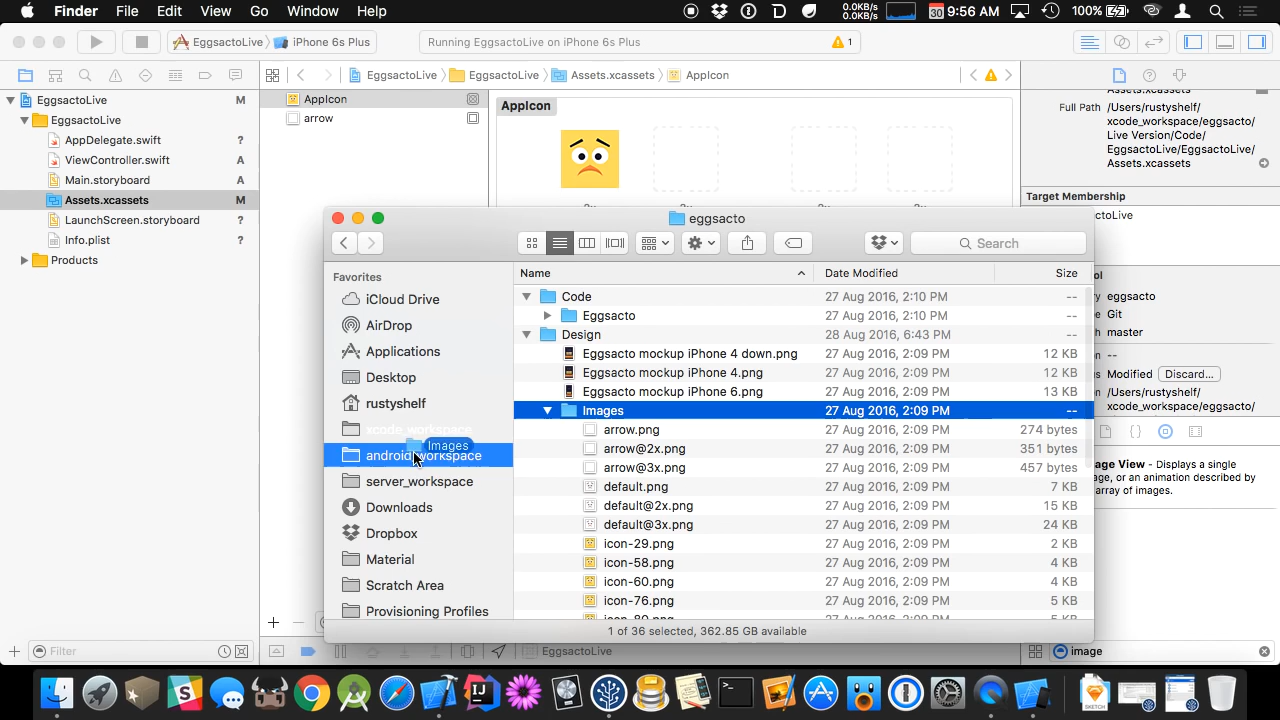 Finder File Edit View Go Window Help 0.0KB/s 0.0KB/s 30 9:56 AM 100%
EggsactoLive iPhone 6s Plus Running EggsactoLive on iPhone 6s Plus 1
EggsactoLive EggsactoLive Assets.xcassets AppIcon
EggsactoLive M
EggsactoLive
AppDelegate.swift ?
ViewController.swift A
Main.storyboard A
Assets.xcassets M
LaunchScreen.storyboard ?
Info.plist ?
Products
Filter
AppIcon
arrow
AppIcon
Assets.xcassets
Full Path /Users/rustyshelf/
xcode_workspace/eggsacto/
Live Version/Code/
EggsactoLive/EggsactoLive/
Assets.xcassets
Target Membership
ctoLive
ol
ry eggsacto
e Git
t master
-- 
Modified Discard...
/Users/rustyshelf/
xcode_workspace/eggsacto/
age View - Displays a single
age, or an animation described by
array of images.
image
eggsacto
Search
Favorites
iCloud Drive
AirDrop
Applications
Desktop
rustyshelf
xcode_workspace
Images
android_workspace
server_workspace
Downloads
Dropbox
Material
Scratch Area
Provisioning Profiles
Name Date Modified Size
Code 27 Aug 2016, 2:10 PM --
Eggsacto 27 Aug 2016, 2:10 PM --
Design 28 Aug 2016, 6:43 PM --
Eggsacto mockup iPhone 4 down.png 27 Aug 2016, 2:09 PM 12 KB
Eggsacto mockup iPhone 4.png 27 Aug 2016, 2:09 PM 12 KB
Eggsacto mockup iPhone 6.png 27 Aug 2016, 2:09 PM 13 KB
Images 27 Aug 2016, 2:09 PM --
arrow.png 27 Aug 2016, 2:09 PM 274 bytes
arrow@2x.png 27 Aug 2016, 2:09 PM 351 bytes
arrow@3x.png 27 Aug 2016, 2:09 PM 457 bytes
default.png 27 Aug 2016, 2:09 PM 7 KB
default@2x.png 27 Aug 2016, 2:09 PM 15 KB
default@3x.png 27 Aug 2016, 2:09 PM 24 KB
icon-29.png 27 Aug 2016, 2:09 PM 2 KB
icon-58.png 27 Aug 2016, 2:09 PM 4 KB
icon-60.png 27 Aug 2016, 2:09 PM 4 KB
icon-76.png 27 Aug 2016, 2:09 PM 5 KB
1 of 36 selected, 362.85 GB available
EggsactoLive
SKETCH